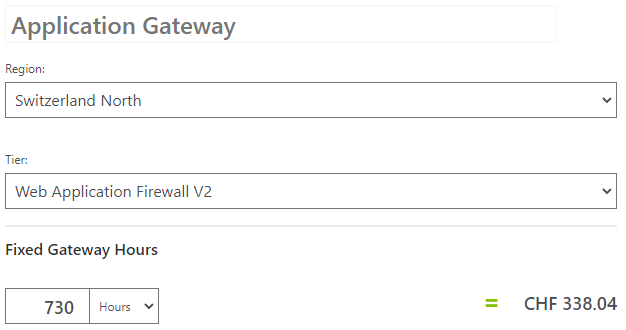 Application Gateway
Region:
Switzerland North
Tier:
Web Application Firewall V2
Fixed Gateway Hours
730 Hours = CHF 338.04